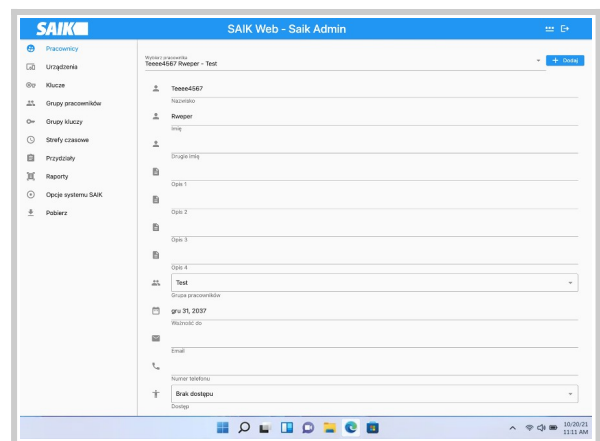 SAIK
SAIK Web - Saik Admin
Pracownicy
Urządzenia
Klucze
Grupy pracowników
Grupy kluczy
Strefy czasowe
Przydziały
Raporty
Opcje systemu SAIK
Pobierz
Wybierz pracownika
Teeee4567 Rweper - Test
Dodaj
Teeee4567
Nazwisko
Rweper
Imię
Drugie imię
Opis 1
Opis 2
Opis 3
Opis 4
Test
Grupa pracowników
gru 31, 2037
Ważność do
Email
Numer telefonu
Brak dostępu
Dostęp
10/20/21
11:11 AM